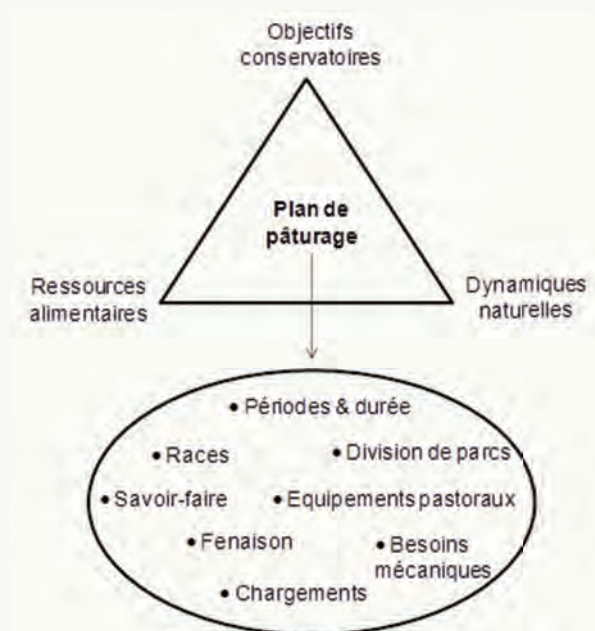 Objectifs
conservatoires
Plan de
pâturage
Ressources
alimentaires
Dynamiques
naturelles
• Périodes & durée
• Races
• Division de parcs
• Savoir-faire
• Equipements pastoraux
• Fenaison
• Besoins
mécaniques
• Chargements